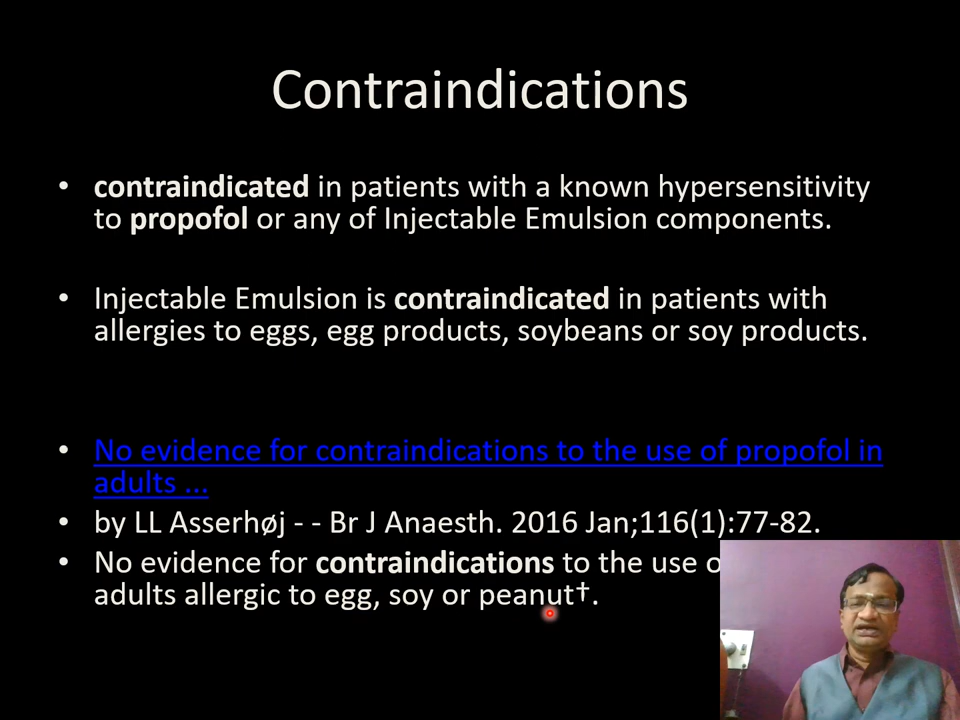 Contraindications
• contraindicated in patients with a known hypersensitivity
to propofol or any of Injectable Emulsion components.
• Injectable Emulsion is contraindicated in patients with
allergies to eggs, egg products, soybeans or soy products.
• No evidence for contraindications to the use of propofol in
adults ...
• by LL Asserhøj - - Br J Anaesth. 2016 Jan;116(1):77-82.
• No evidence for contraindications to the use
adults allergic to egg, soy or peanut†.